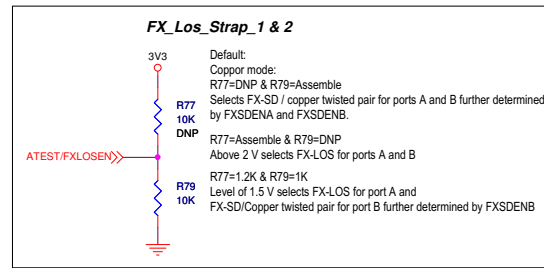 FX_Los_Strap_1 & 2
3V3
Default:
Coppor mode:
R77=DNP & R79=Assemble
Selects FX-SD / copper twisted pair for ports A and B further determined
by FXSDENA and FXSDENB.
R77
10K
DNP
R77=Assemble & R79=DNP
Above 2 V selects FX-LOS for ports A and B
ATEST/FXLOSEN
R79
10K
R77=1.2K & R79=1K
Level of 1.5 V selects FX-LOS for port A and
FX-SD/Copper twisted pair for port B further determined by FXSDENB